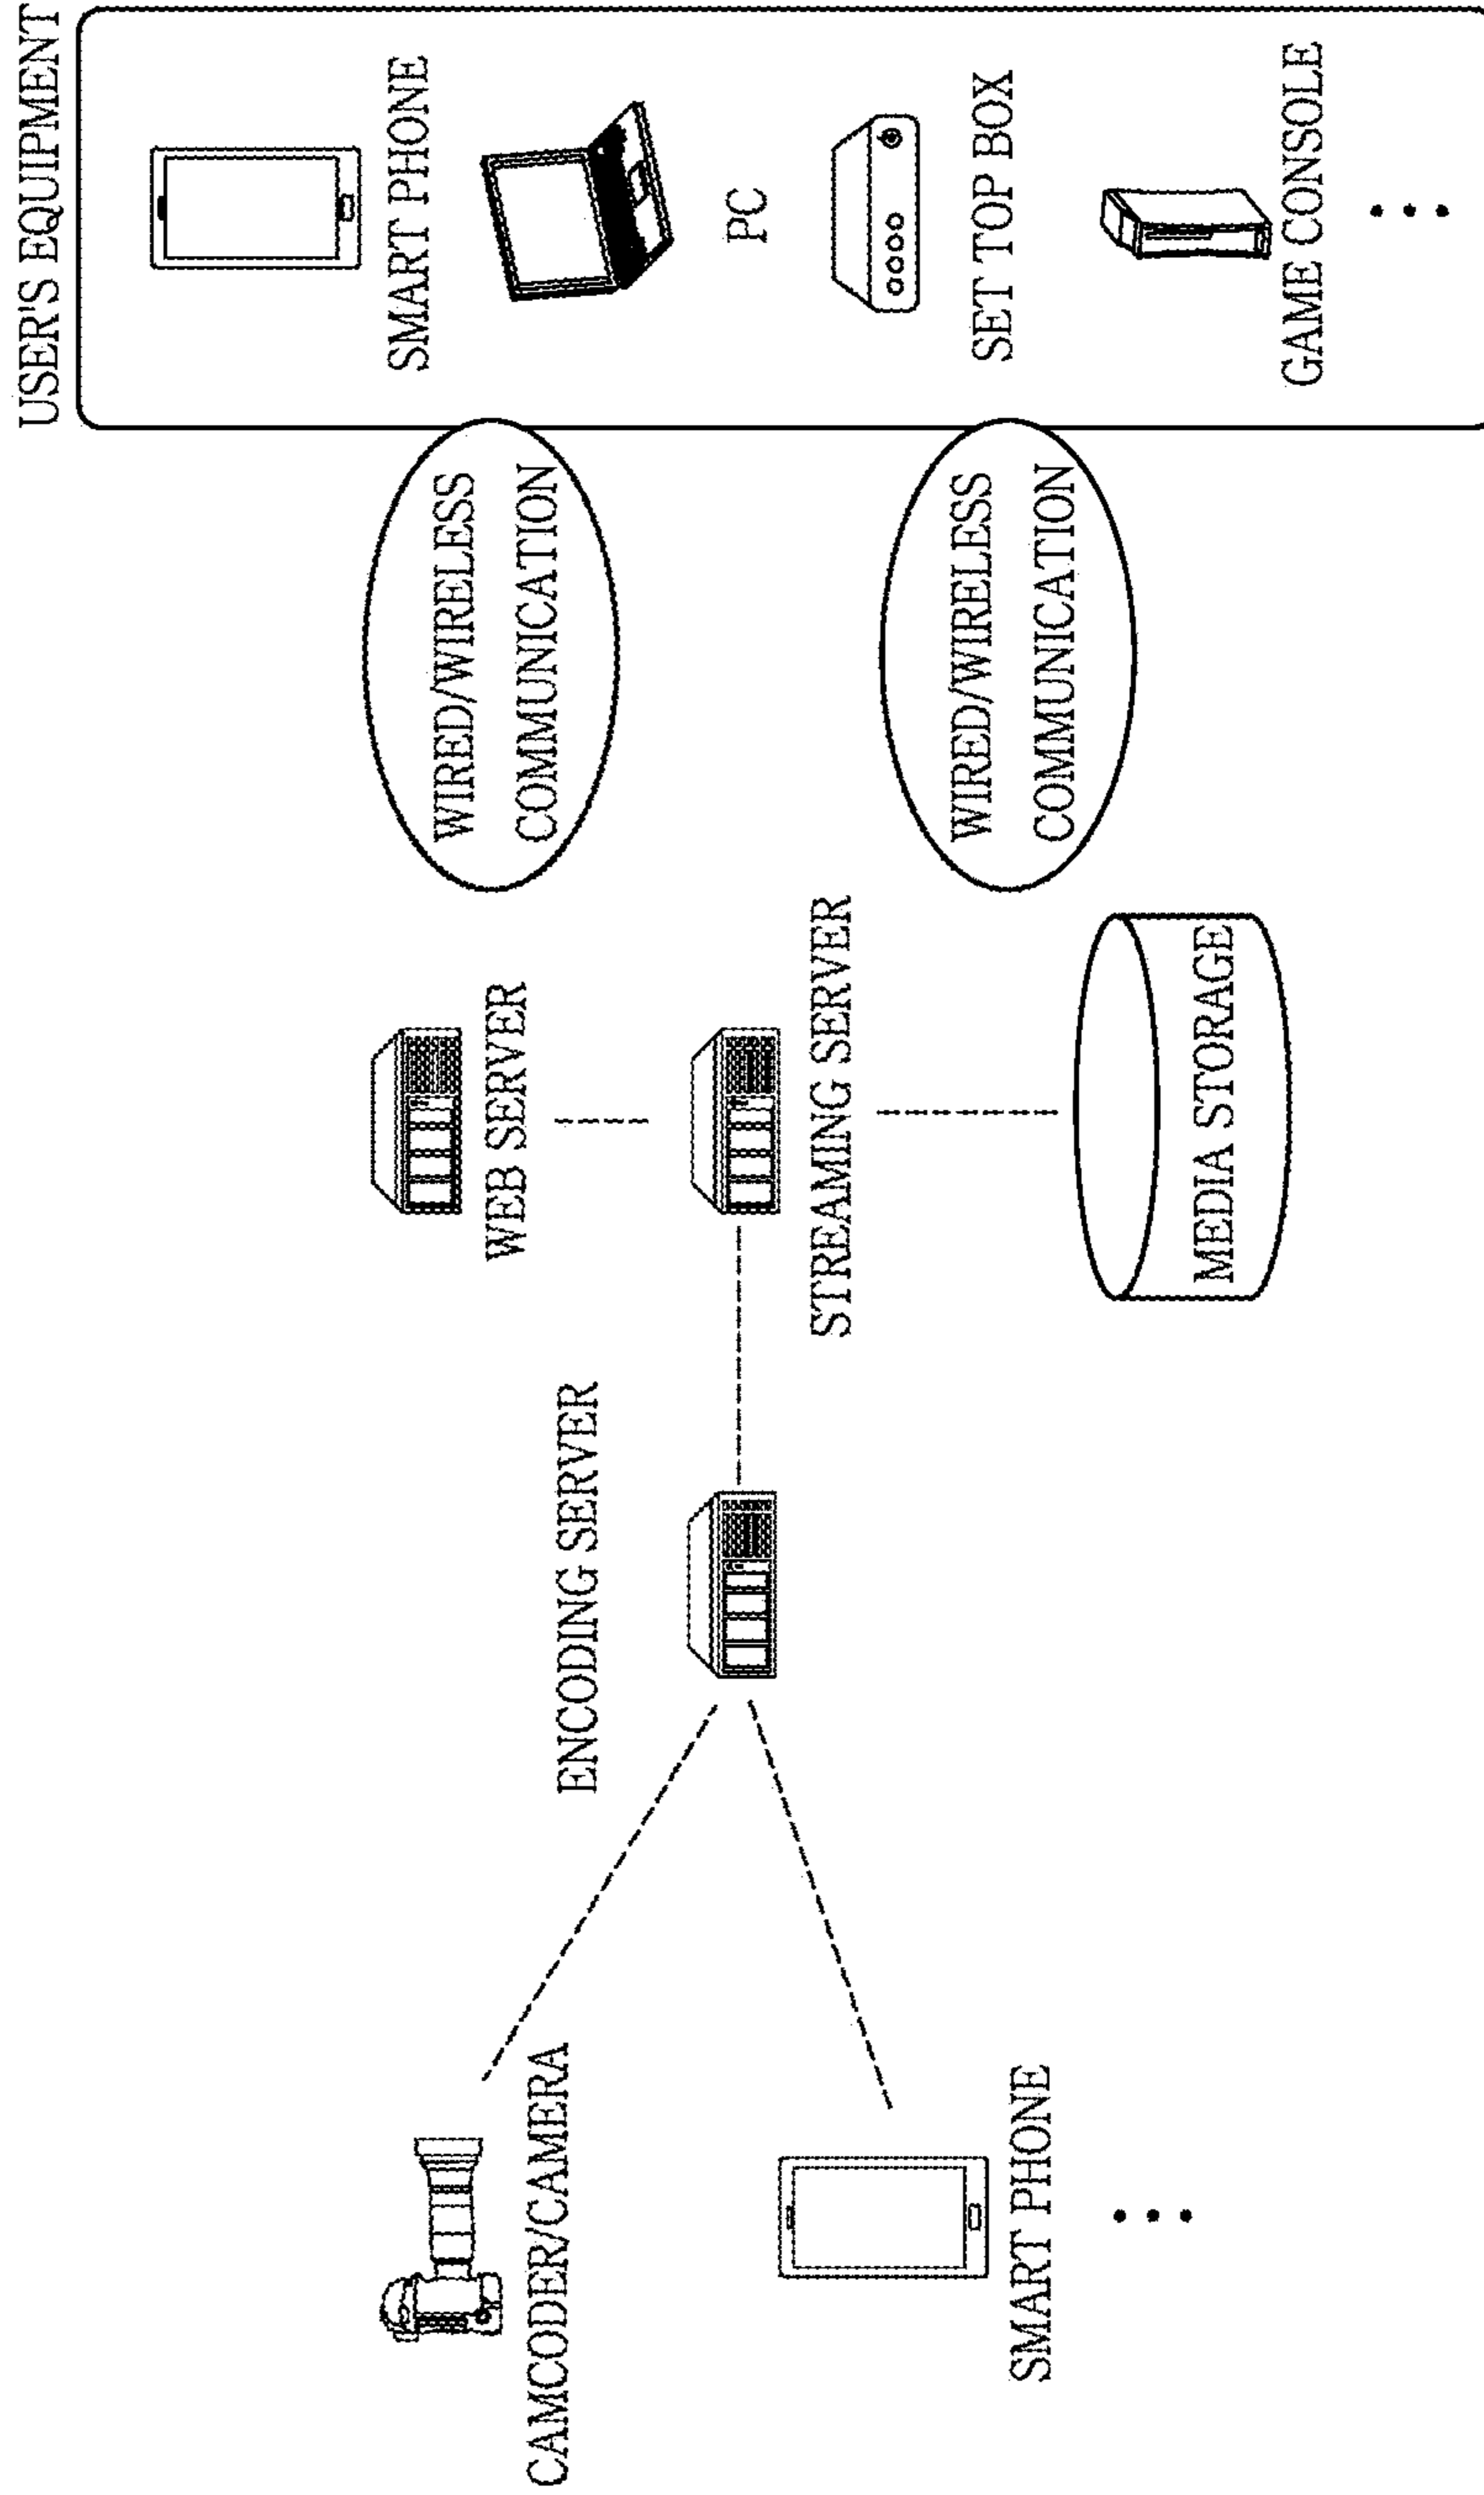 CAMCODER/CAMERA
SMART PHONE
ENCODING SERVER
WEB SERVER
STREAMING SERVER
MEDIA STORAGE
WIRED/WIRELESS
COMMUNICATION
WIRED/WIRELESS
COMMUNICATION
USER'S EQUIPMENT
SMART PHONE
PC
SET TOP BOX
GAME CONSOLE